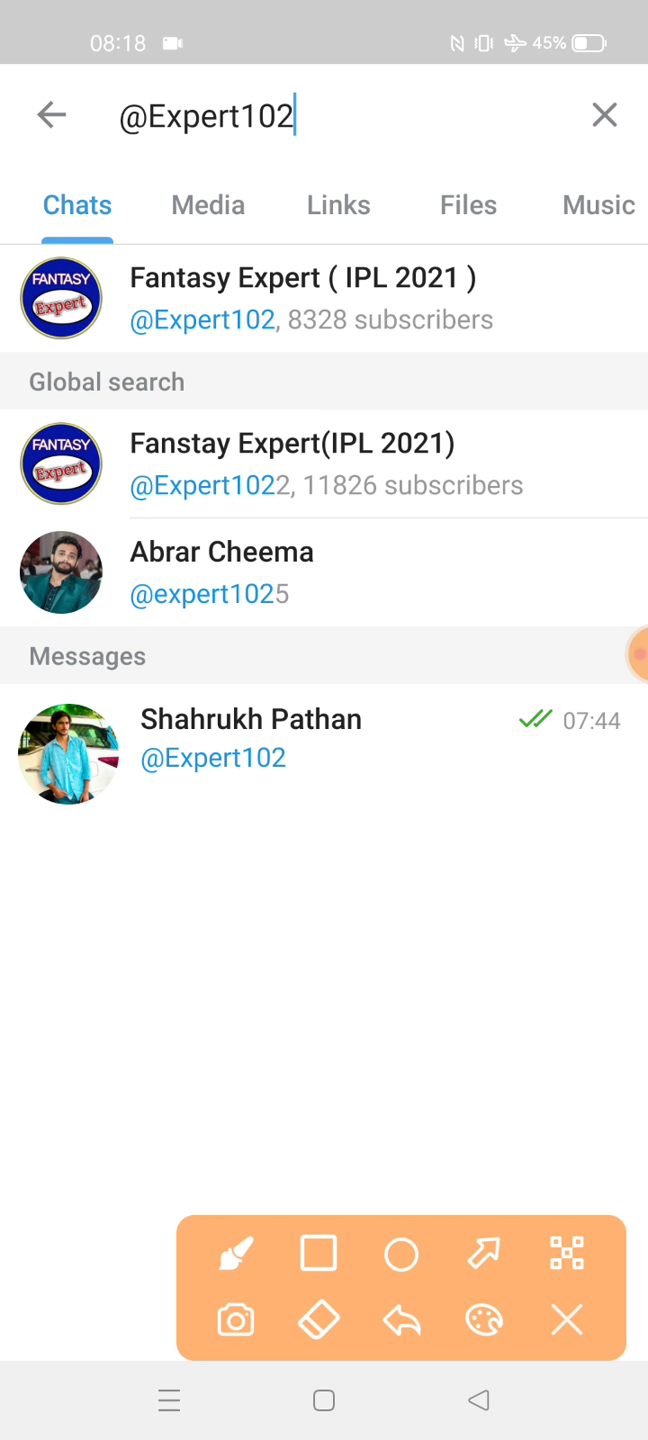 08:18 45%
@Expert102
Chats Media Links Files Music
FANTASY
Expert
Fantasy Expert ( IPL 2021 )
@Expert102, 8328 subscribers
Global search
FANTASY
Expert
Fanstay Expert(IPL 2021)
@Expert1022, 11826 subscribers
Abrar Cheema
@expert1025
Messages
Shahrukh Pathan 07:44
@Expert102